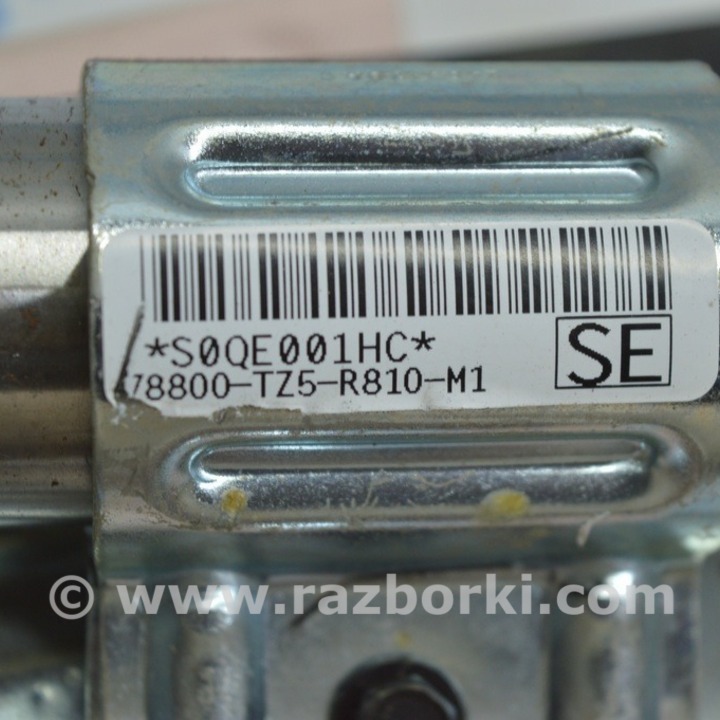 *S0QE001HC*
78800-TZ5-R810-M1
SE
© www.razborki.com